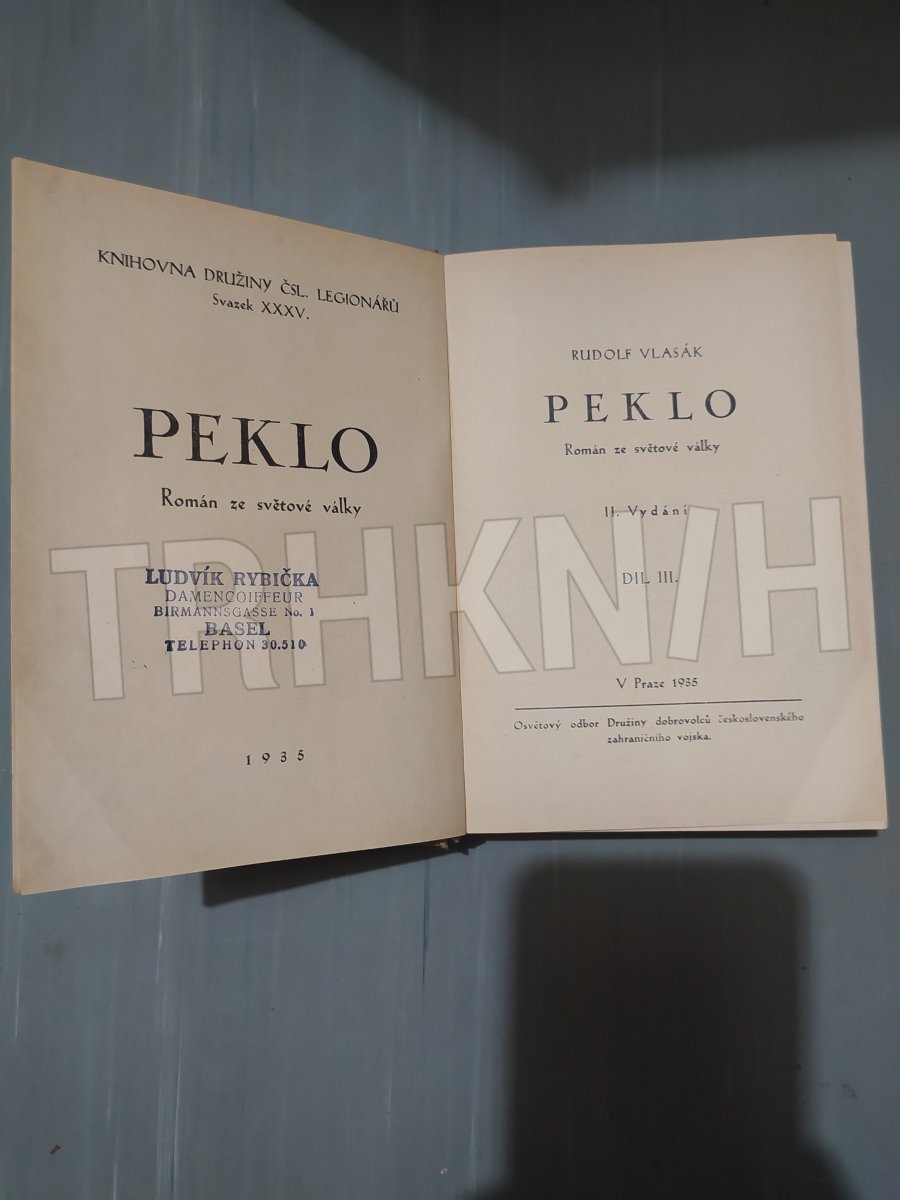 KNIHOVNA DRUŽINY ČSL. LEGIONÁŘŮ
Svazek XXXV.
PEKLO
Román ze světové války
LUDVÍK RYBIČKA
DAMENCOIFFEUR
BIRMANNSGASSE No. 1
BASEL
TELEPHON 30.510
1935
RUDOLF VLASÁK
PEKLO
Román ze světové války
II. Vydání
DIL III.
V Praze 1935
Osvětový odbor Družiny dobrovolců československého
zahraničního vojska.
TRHKNIH